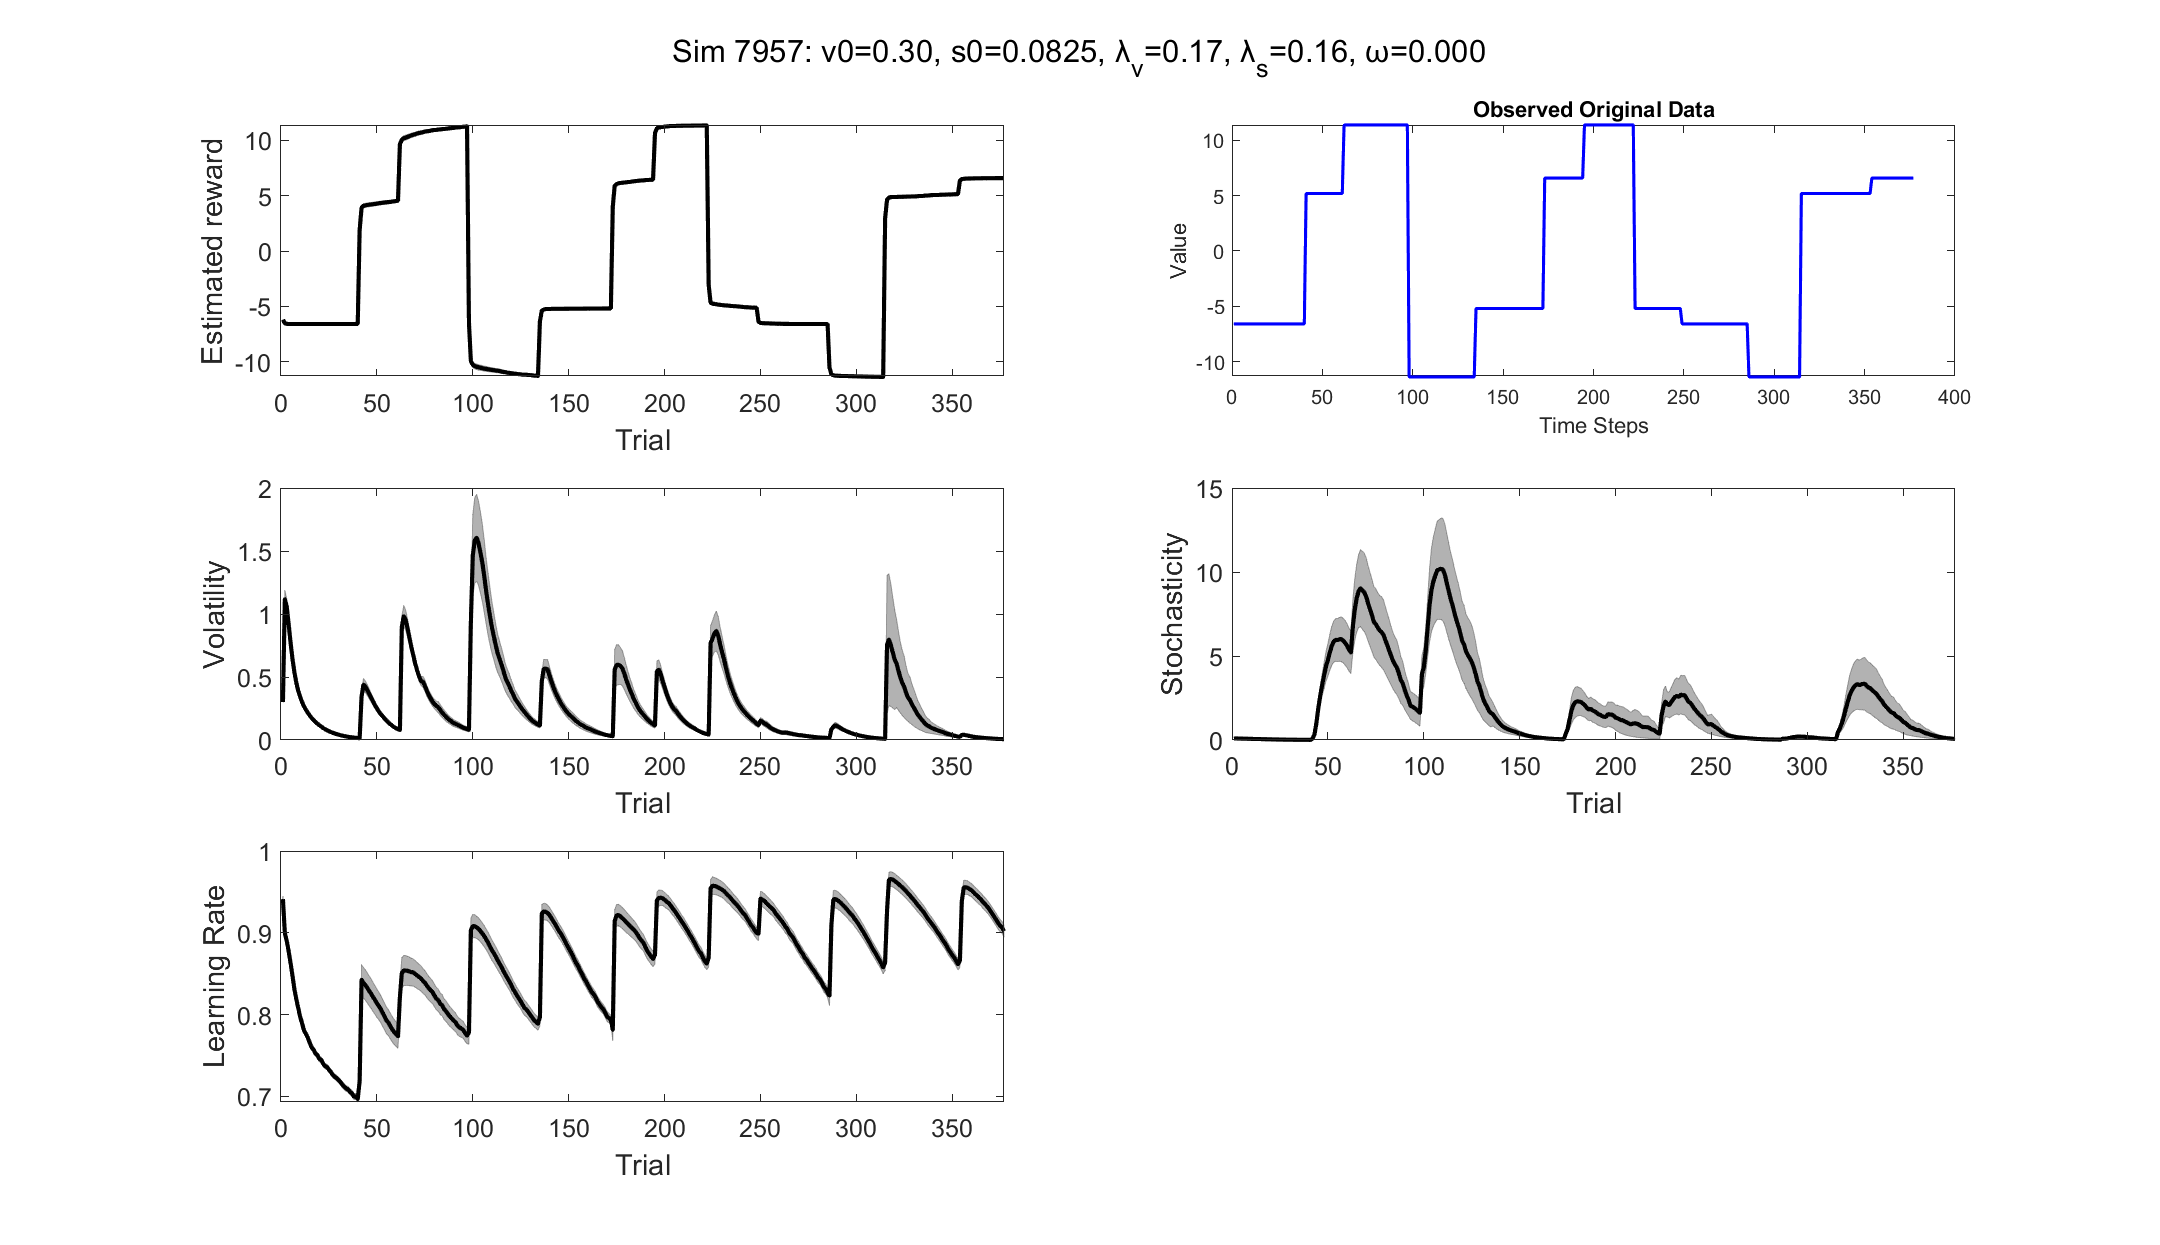 Sim 7957: v0=0.30, s0=0.0825, λv=0.17, λs=0.16, ω=0.000
Estimated reward
10
5
0
-5
-10
0 50 100 150 200 250 300 350
Trial
Observed Original Data
Value
10
5
0
-5
-10
0 50 100 150 200 250 300 350 400
Time Steps
Volatility
2
1.5
1
0.5
0
0 50 100 150 200 250 300 350
Trial
Stochasticity
15
10
5
0
0 50 100 150 200 250 300 350
Trial
Learning Rate
1
0.9
0.8
0.7
0 50 100 150 200 250 300 350
Trial